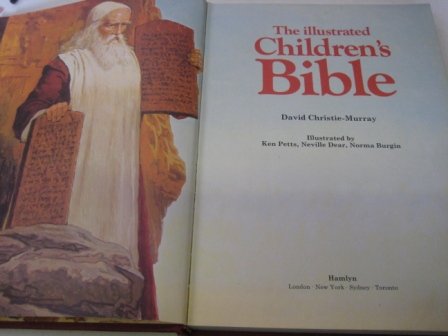 The illustrated
Children's
Bible
David Christie-Murray
Illustrated by
Ken Petts, Neville Dear, Norma Burgin
Hamlyn
London · New York · Sydney · Toronto